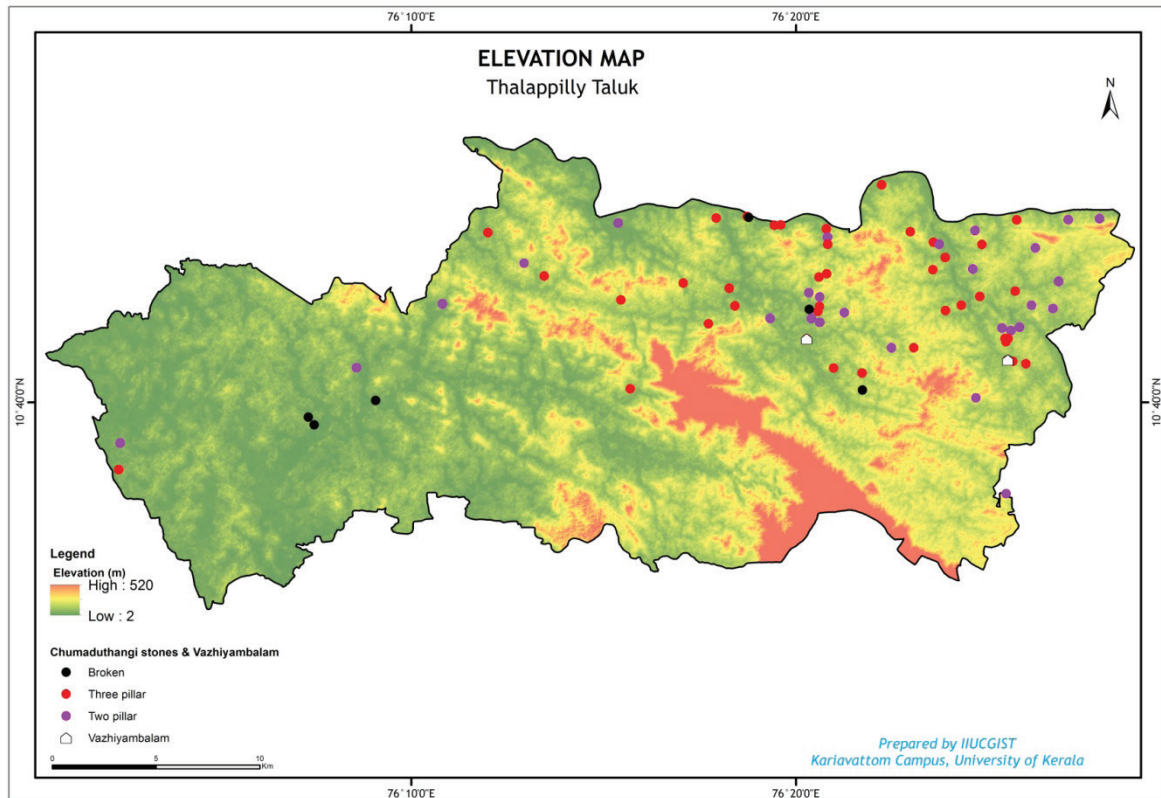 76°10'0"E
76°20'0"E
ELEVATION MAP
Thalappilly Taluk
N
10°40'0"N
10°40'0"N
Legend
Elevation (m)
High : 520
Low : 2
Chumaduthangi stones & Vazhiyambalam
Broken
Three pillar
Two pillar
Vazhiyambalam
0 5 10
Km
Prepared by IIUCGIST
Kariavattom Campus, University of Kerala
76°10'0"E
76°20'0"E